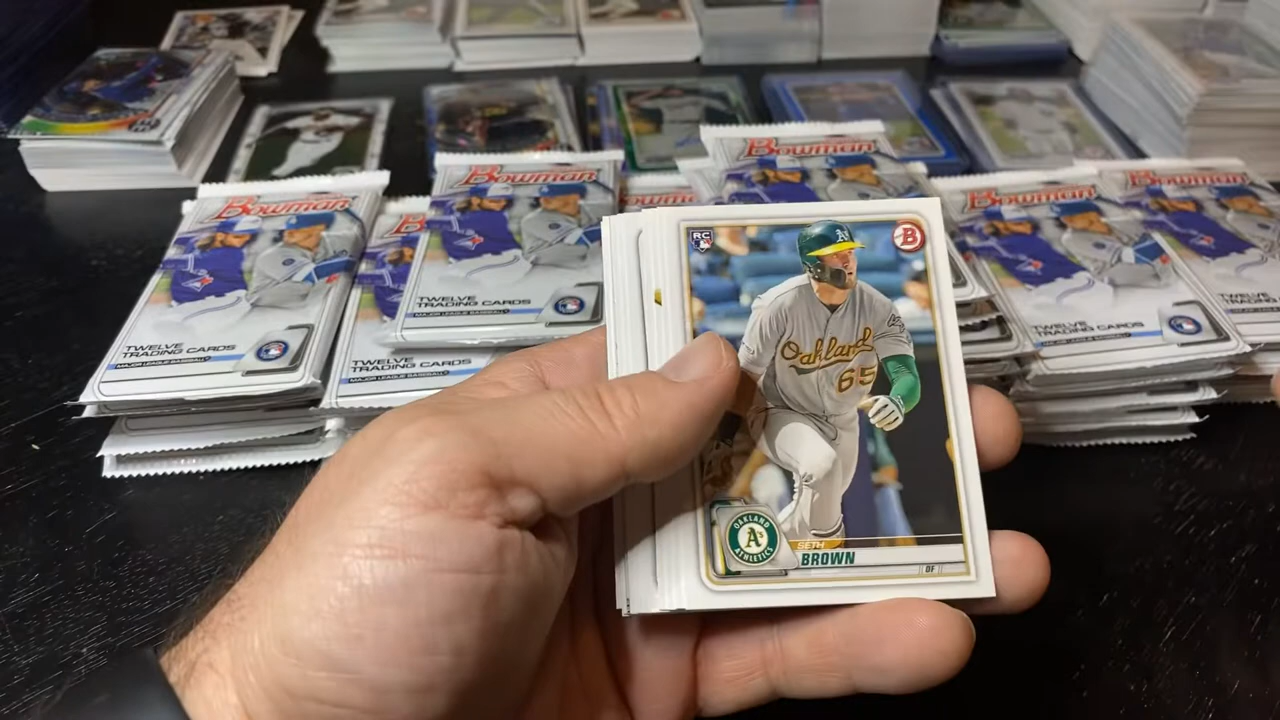 Bowman
TWELVE
TRADING CARDS
MAJOR LEAGUE BASEBALL
B
TWELVE
TRADING CARDS
MAJOR LEAGUE BASEBALL
Bowman
TWELVE
TRADING CARDS
MAJOR LEAGUE BASEBALL
Bowman
Bowman
TWELVE
TRADING CARDS
MAJOR LEAGUE BASEBALL
Bowman
TWELVE
TRADING
RC
B
A's
Oakland
65
OAKLAND
A's
ATHLETICS
SETH
BROWN
OF